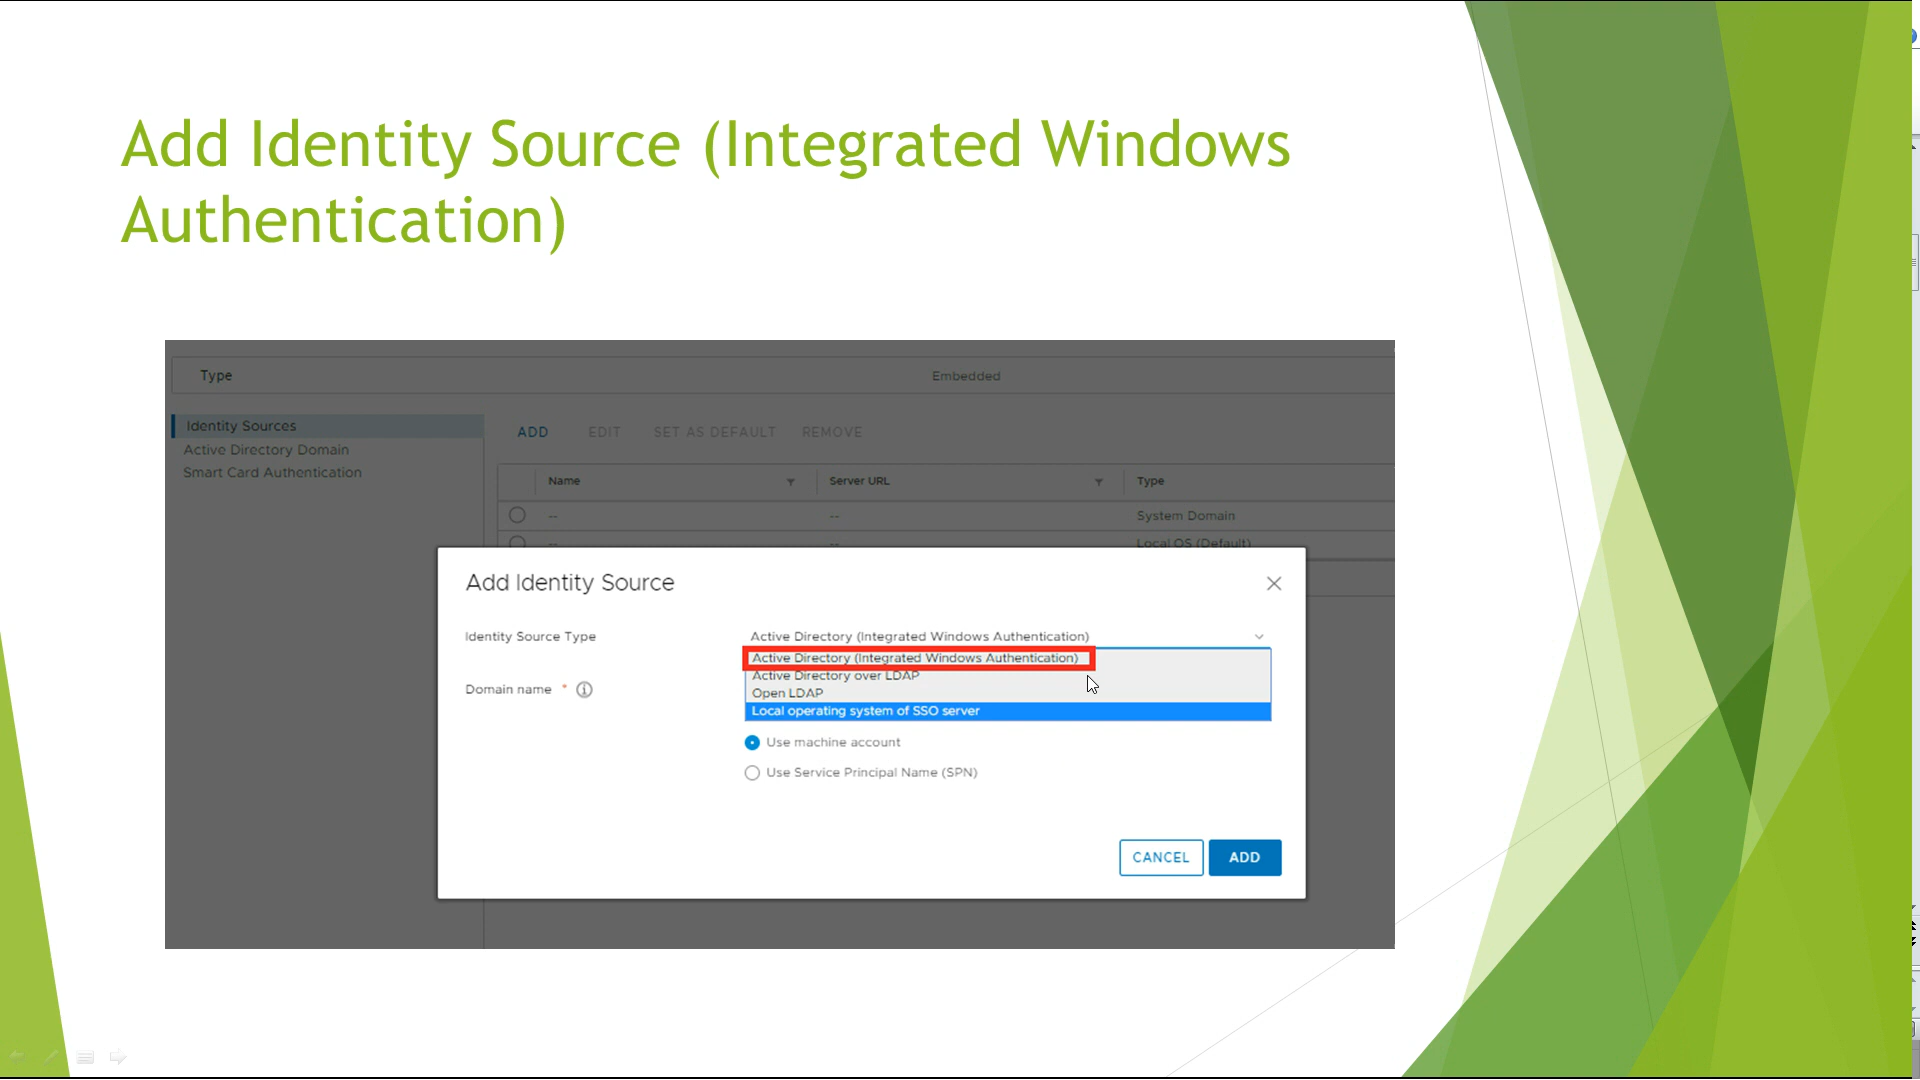 Add Identity Source (Integrated Windows
Authentication)
Type Embedded
Identity Sources
Active Directory Domain
Smart Card Authentication
ADD EDIT SET AS DEFAULT REMOVE
Name Server URL Type
-- -- System Domain
-- -- Local OS (Default)
Add Identity Source
Identity Source Type Active Directory (Integrated Windows Authentication)
Active Directory (Integrated Windows Authentication)
Active Directory over LDAP
Domain name *
Open LDAP
Local operating system of SSO server
Use machine account
Use Service Principal Name (SPN)
CANCEL ADD